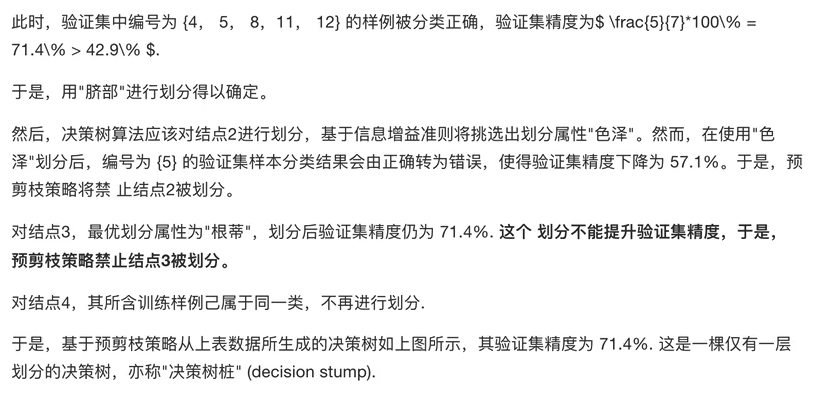 此时，验证集中编号为 {4， 5， 8，11， 12} 的样例被分类正确，验证集精度为$ \frac{5}{7}*100\% =
71.4\% > 42.9\% $.
于是，用"脐部"进行划分得以确定。
然后，决策树算法应该对结点2进行划分，基于信息增益准则将挑选出划分属性"色泽"。然而，在使用"色
泽"划分后，编号为 {5} 的验证集样本分类结果会由正确转为错误，使得验证集精度下降为 57.1%。于是，预
剪枝策略将禁 止结点2被划分。
对结点3，最优划分属性为"根蒂"，划分后验证集精度仍为 71.4%. 这个 划分不能提升验证集精度，于是，
预剪枝策略禁止结点3被划分。
对结点4，其所含训练样例己属于同一类，不再进行划分.
于是，基于预剪枝策略从上表数据所生成的决策树如上图所示，其验证集精度为 71.4%. 这是一棵仅有一层
划分的决策树，亦称"决策树桩" (decision stump).